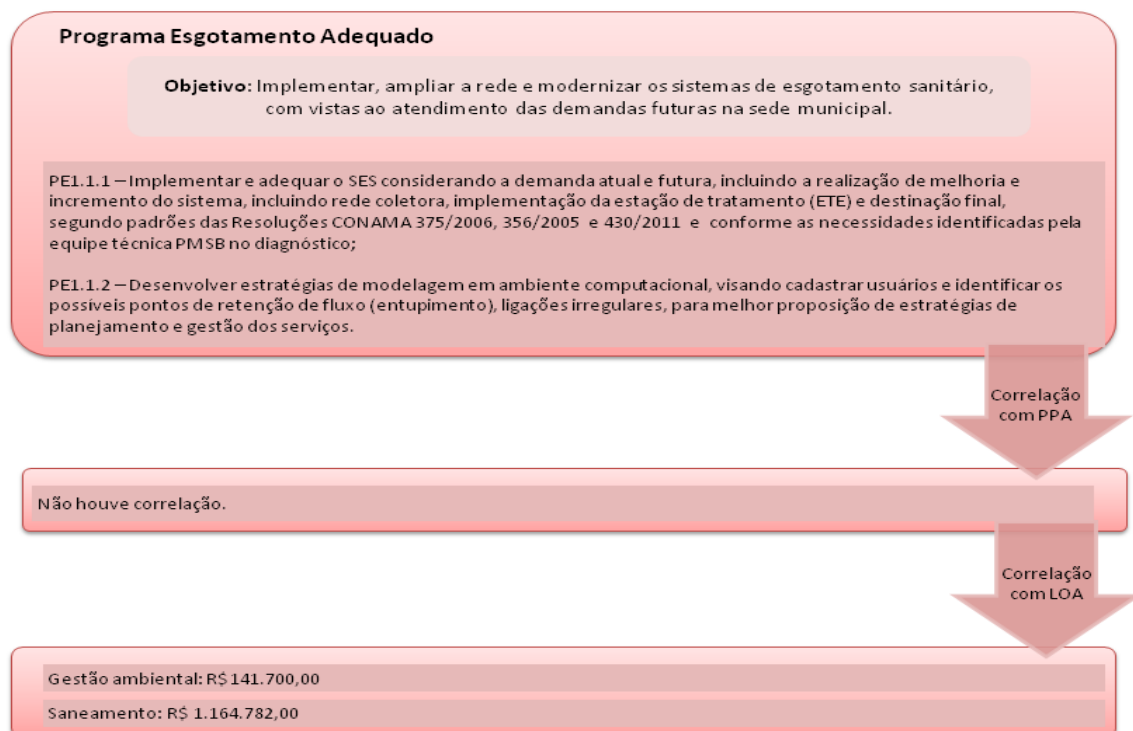 Programa Esgotamento Adequado
Objetivo: Implementar, ampliar a rede e modernizar os sistemas de esgotamento sanitário,
com vistas ao atendimento das demandas futuras na sede municipal.
PE1.1.1 – Implementar e adequar o SES considerando a demanda atual e futura, incluindo a realização de melhoria e
incremento do sistema, incluindo rede coletora, implementação da estação de tratamento (ETE) e destinação final,
segundo padrões das Resoluções CONAMA 375/2006, 356/2005 e 430/2011 e conforme as necessidades identificadas pela
equipe técnica PMSB no diagnóstico;
PE1.1.2 – Desenvolver estratégias de modelagem em ambiente computacional, visando cadastrar usuários e identificar os
possíveis pontos de retenção de fluxo (entupimento), ligações irregulares, para melhor proposição de estratégias de
planejamento e gestão dos serviços.
Correlação
com PPA
Não houve correlação.
Correlação
com LOA
Gestão ambiental: R$ 141.700,00
Saneamento: R$ 1.164.782,00